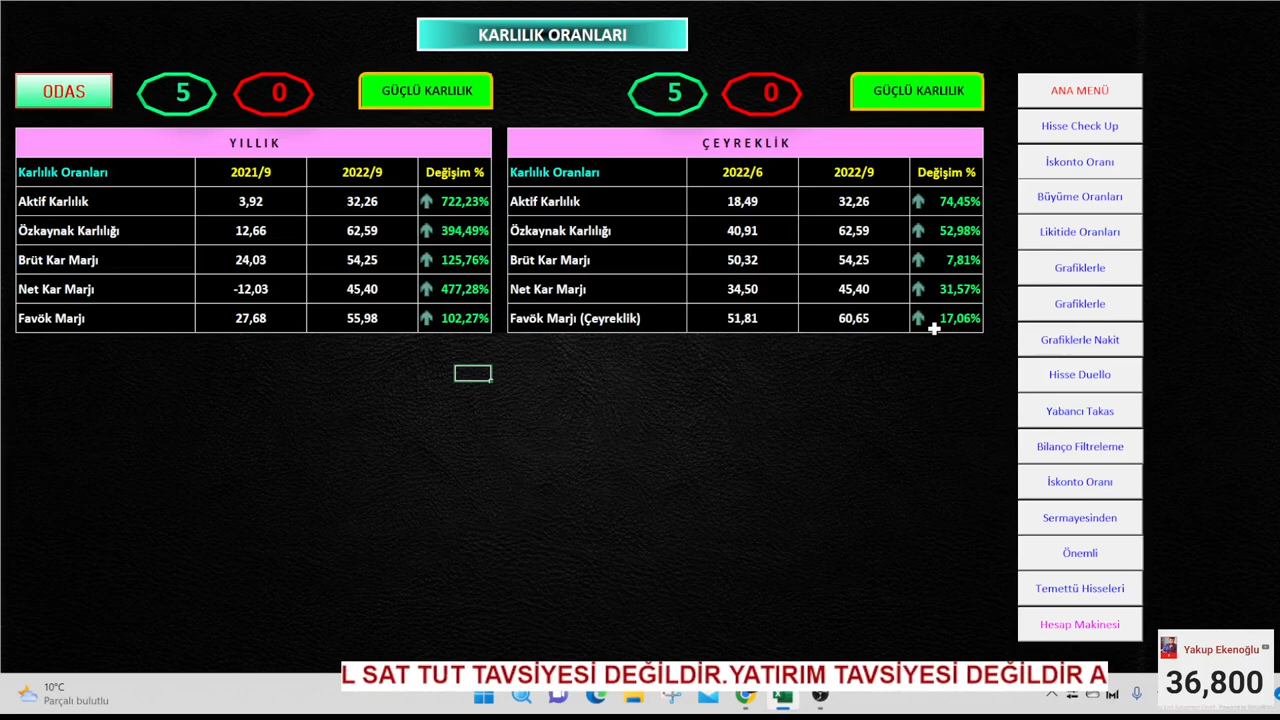 KARLILIK ORANLARI
ODAS 5 0 GÜÇLÜ KARLILIK 5 0 GÜÇLÜ KARLILIK
YILLIK
Karlılık Oranları 2021/9 2022/9 Değişim %
Aktif Karlılık 3,92 32,26 722,23%
Özkaynak Karlılığı 12,66 62,59 394,49%
Brüt Kar Marjı 24,03 54,25 125,76%
Net Kar Marjı -12,03 45,40 477,28%
Favök Marjı 27,68 55,98 102,27%
ÇEYREKLİK
Karlılık Oranları 2022/6 2022/9 Değişim %
Aktif Karlılık 18,49 32,26 74,45%
Özkaynak Karlılığı 40,91 62,59 52,98%
Brüt Kar Marjı 50,32 54,25 7,81%
Net Kar Marjı 34,50 45,40 31,57%
Favök Marjı (Çeyreklik) 51,81 60,65 17,06%
ANA MENÜ
Hisse Check Up
İskonto Oranı
Büyüme Oranları
Likitide Oranları
Grafiklerle
Grafiklerle
Grafiklerle Nakit
Hisse Duello
Yabancı Takas
Bilanço Filtreleme
İskonto Oranı
Sermayesinden
Önemli
Temettü Hisseleri
Hesap Makinesi
Yakup Ekenoğlu
36,800
L SAT TUT TAVSİYESİ DEĞİLDİR.YATIRIM TAVSİYESİ DEĞİLDİR A
10°C
Parçalı bulutlu